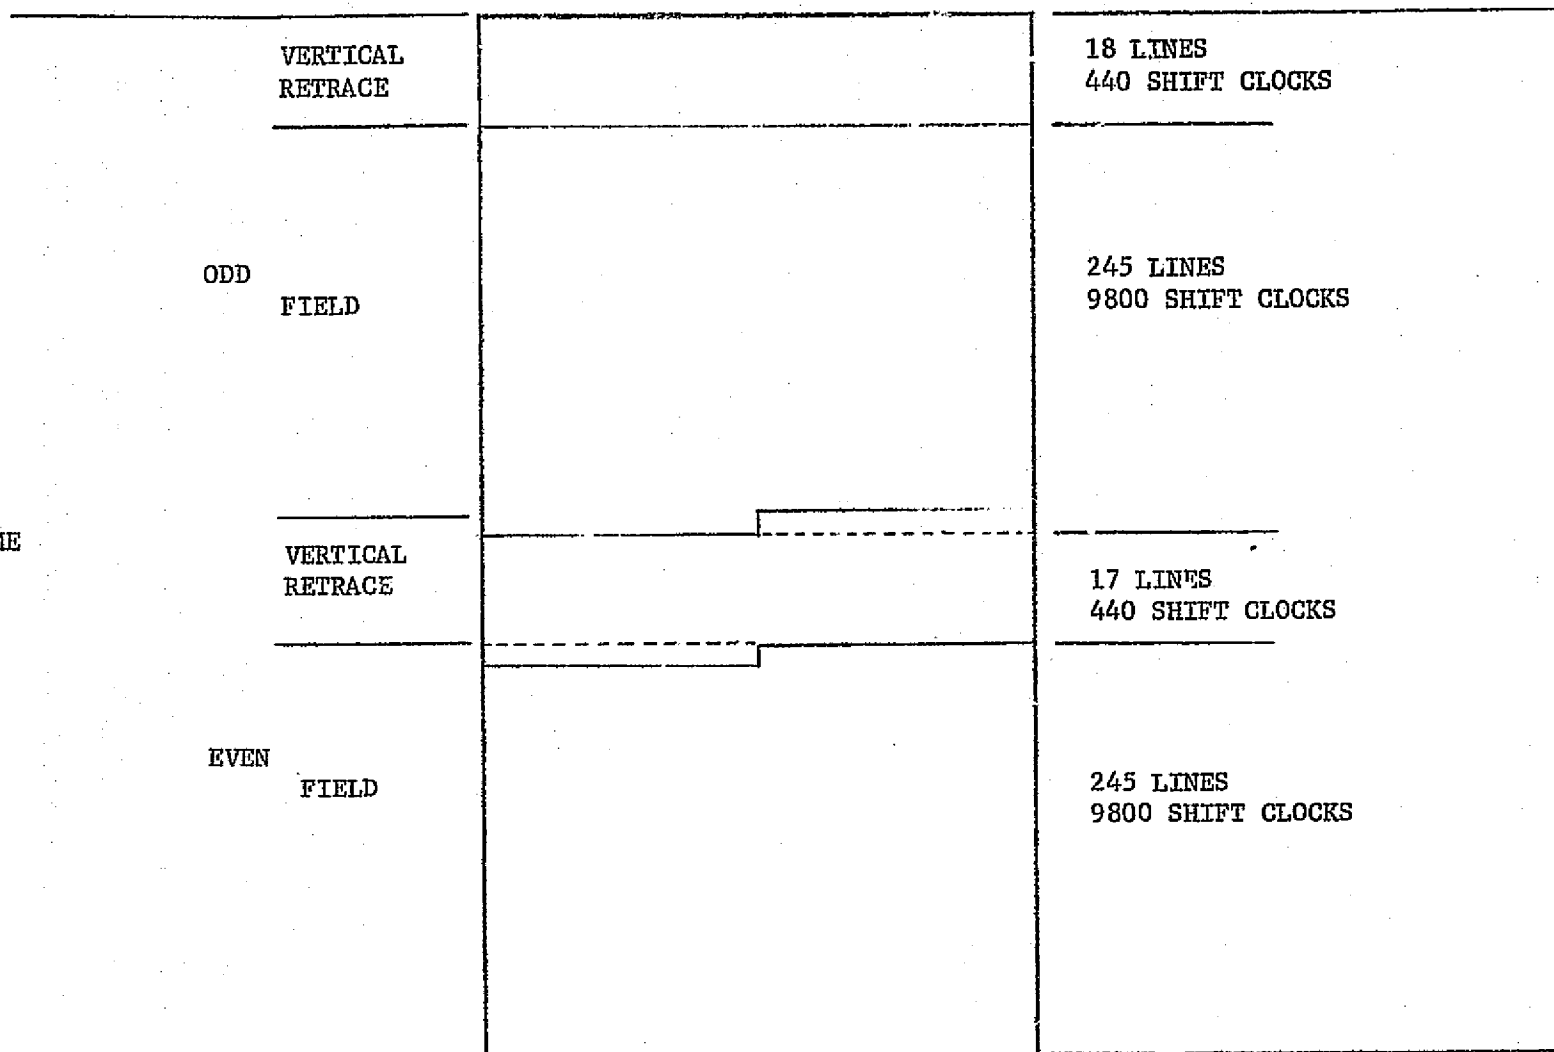 VERTICAL
RETRACE
18 LINES
440 SHIFT CLOCKS
ODD
FIELD
245 LINES
9800 SHIFT CLOCKS
VERTICAL
RETRACE
17 LINES
440 SHIFT CLOCKS
EVEN
FIELD
245 LINES
9800 SHIFT CLOCKS